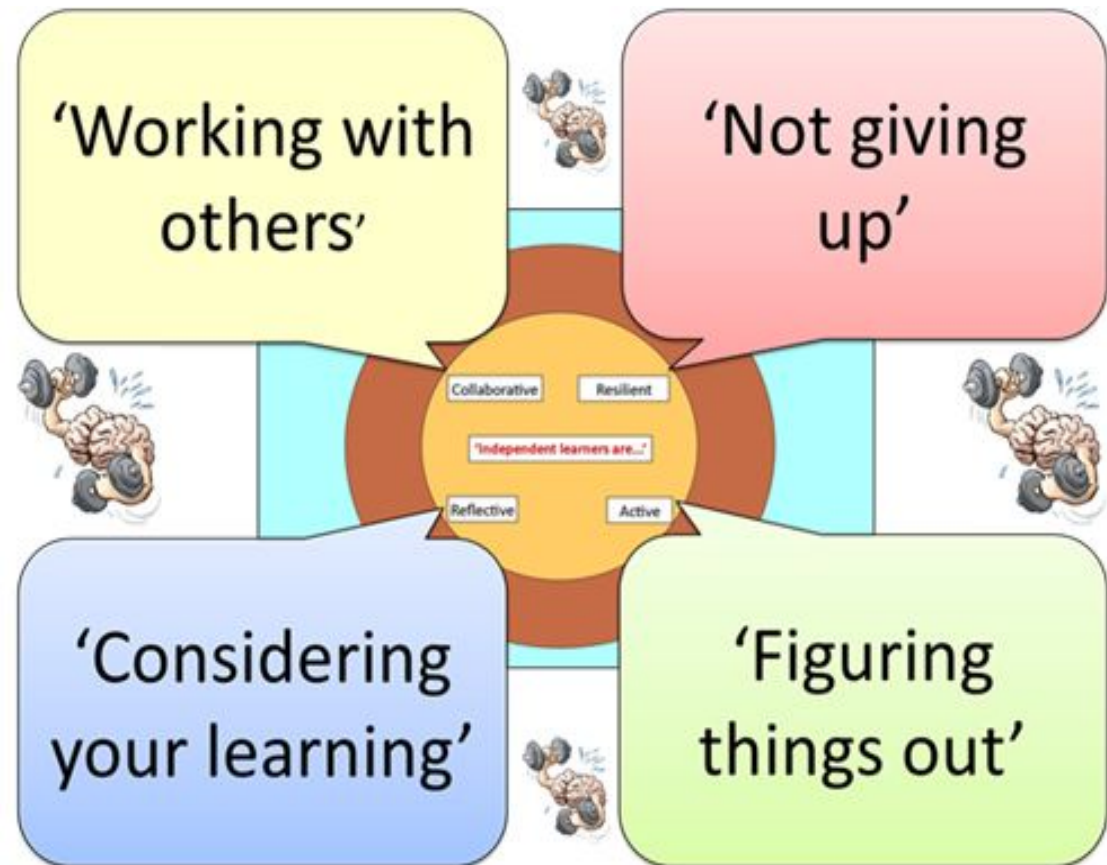 ‘Working with
others’
‘Not giving
up’
Collaborative
Resilient
‘Independent learners are...’
Reflective
Active
‘Considering
your learning’
‘Figuring
things out’